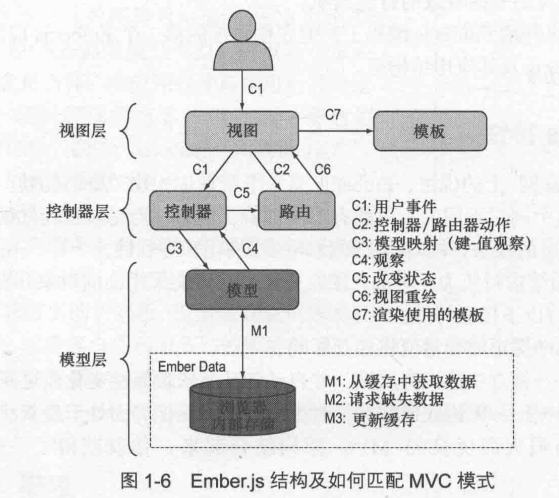 C1
C7
视图层
视图
模板
C1
C2
C6
控制器层
控制器
C5
路由
C3
C4
模型
C1:用户事件
C2:控制器/路由器动作
C3:模型映射（键-值观察）
C4:观察
C5:改变状态
C6:视图重绘
C7:渲染使用的模板
M1
模型层
Ember Data
浏览器
内部存储
M1:从缓存中获取数据
M2:请求缺失数据
M3:更新缓存
图 1-6 Ember.js 结构及如何匹配 MVC 模式